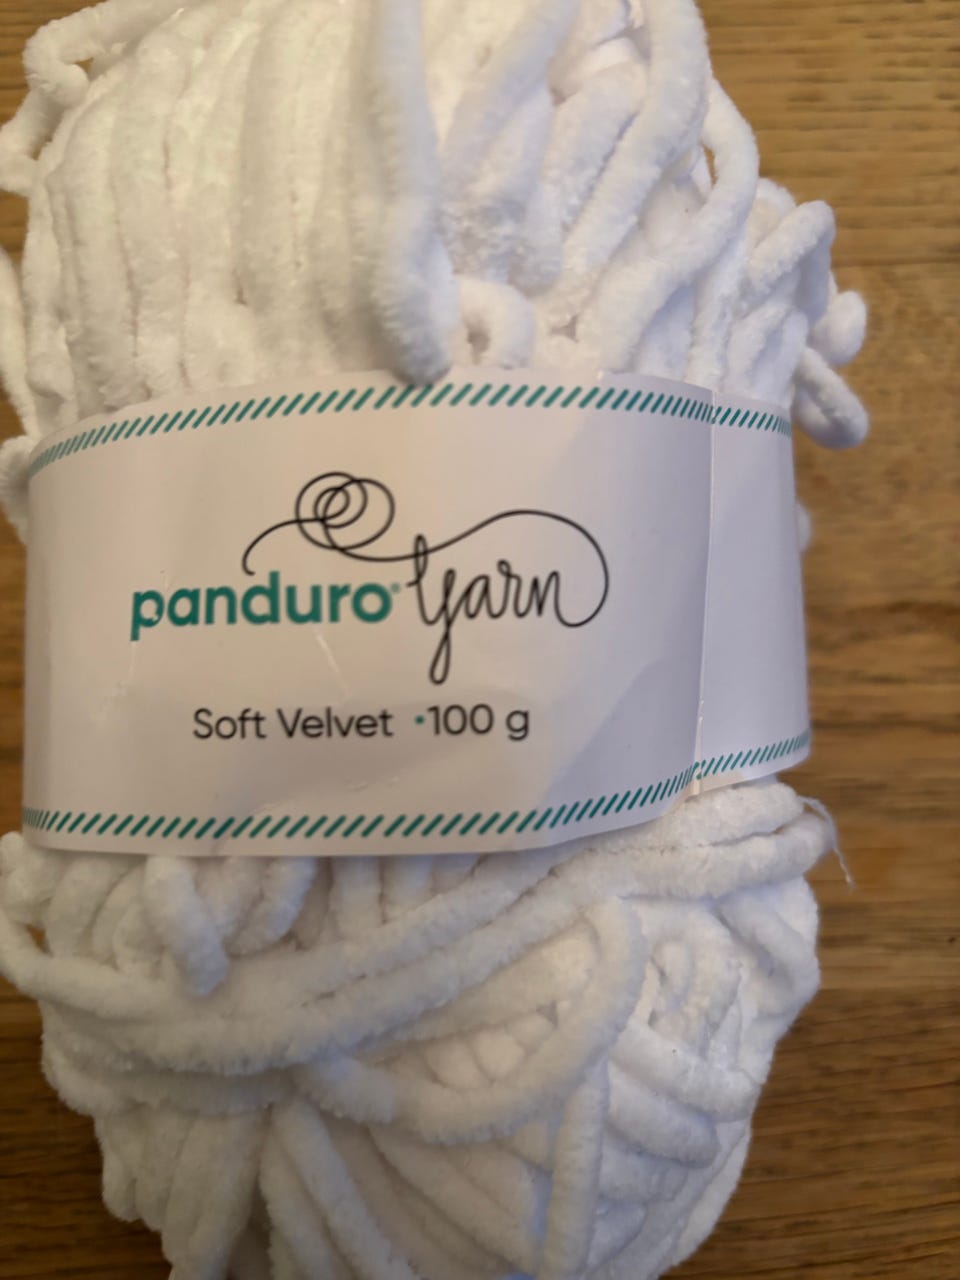 panduro® Yarn
Soft Velvet •100 g